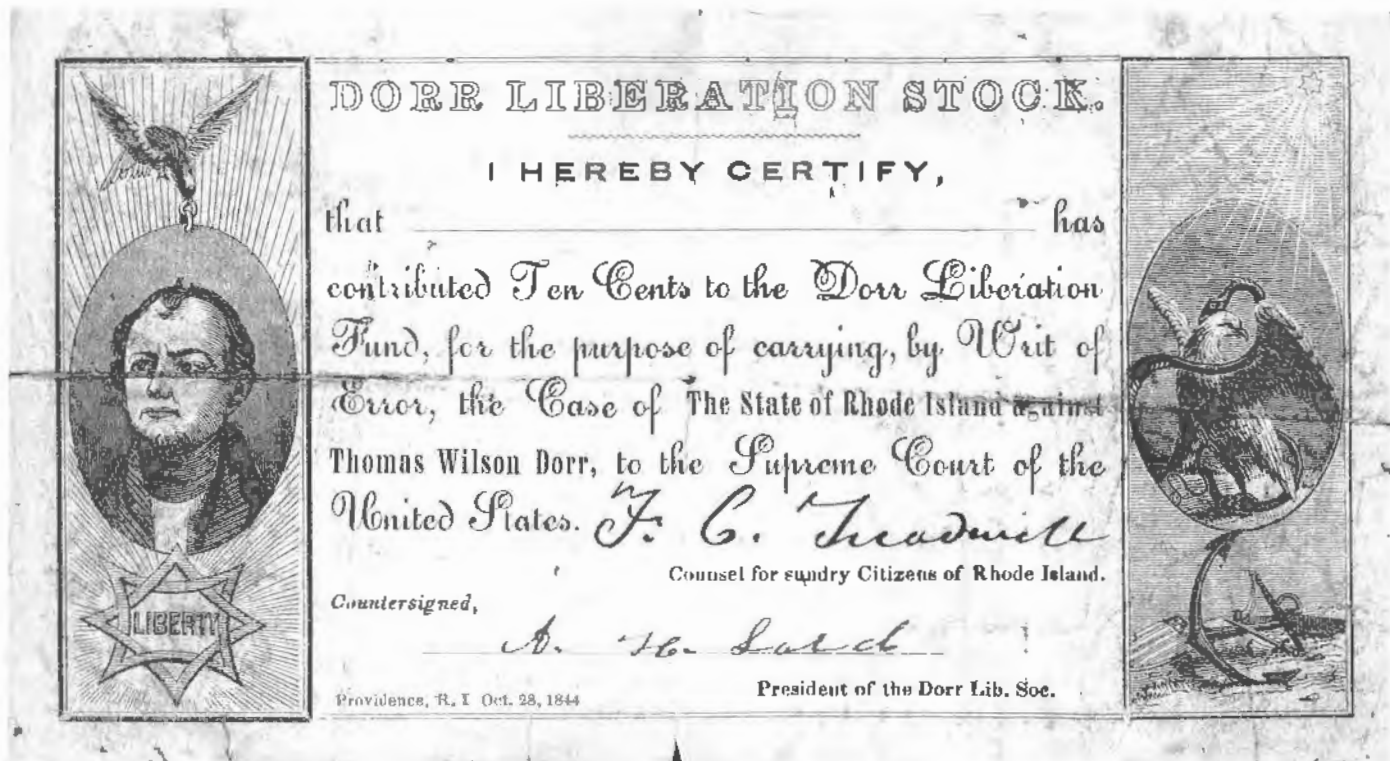 DORR LIBERATION STOCK.
I HEREBY CERTIFY,
that has
contributed Ten Cents to the Dorr Liberation
Fund, for the purpose of carrying, by Writ of
Error, the Case of The State of Rhode Island against
Thomas Wilson Dorr, to the Supreme Court of the
United States. F. C. Treadwell
Counsel for sundry Citizens of Rhode Island.
Countersigned,
A. H. Lord
President of the Dorr Lib. Soc.
Providence, R. I Oct. 28, 1844
LIBERTY